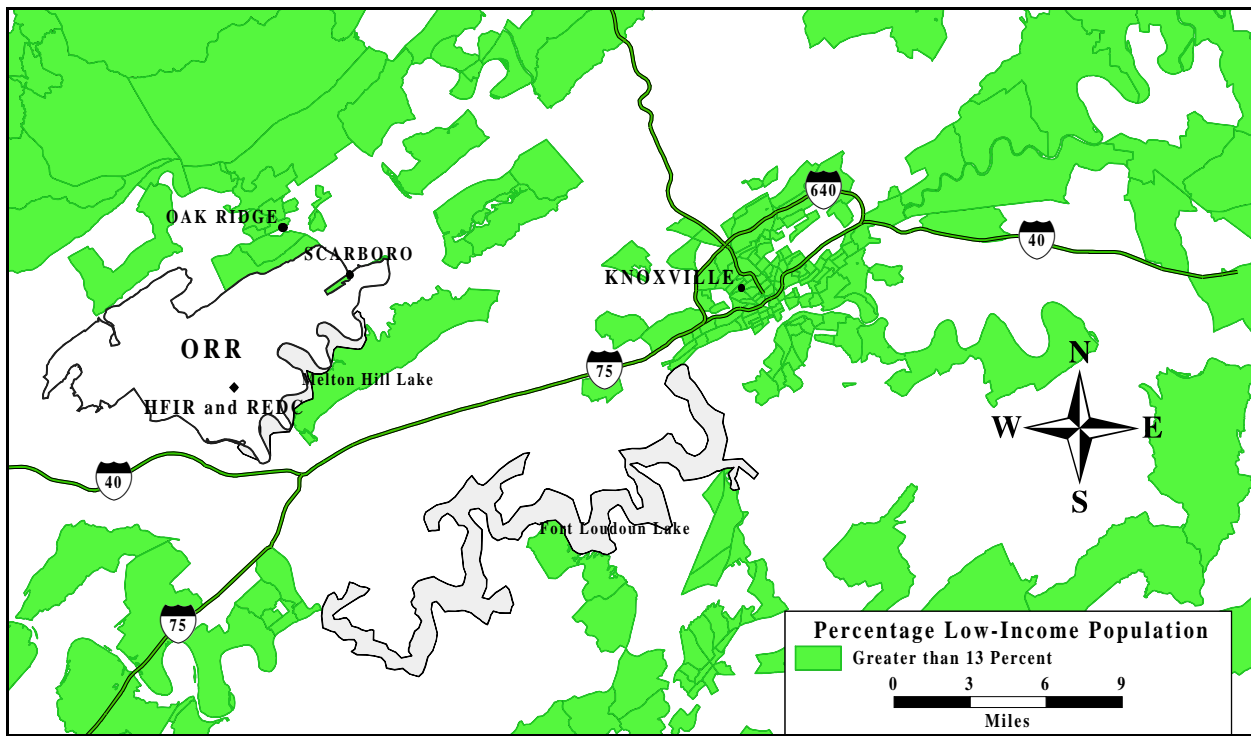 640
OAK RIDGE
40
SCARBORO
KNOXVILLE
ORR
N
75
Melton Hill Lake
HFIR and REDC
W
E
40
S
Fort Loudoun Lake
75
Percentage Low-Income Population
Greater than 13 Percent
0 3 6 9
Miles